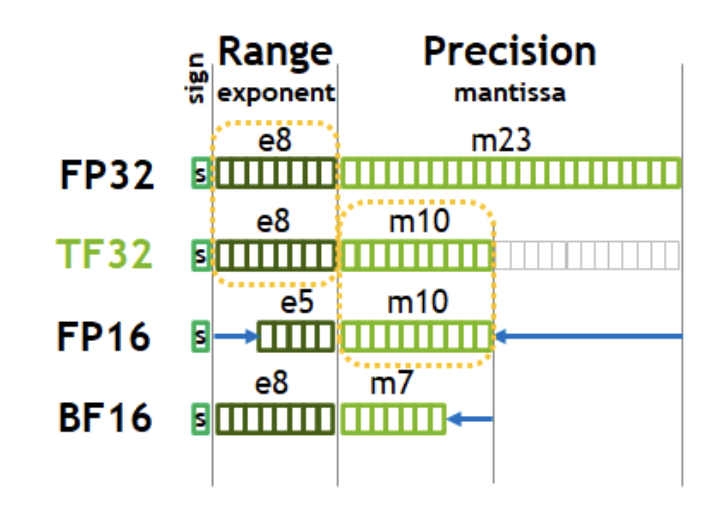 sign
Range
Precision
exponent
mantissa
e8
m23
FP32
s
e8
m10
TF32
s
e5
m10
FP16
s
e8
m7
BF16
s